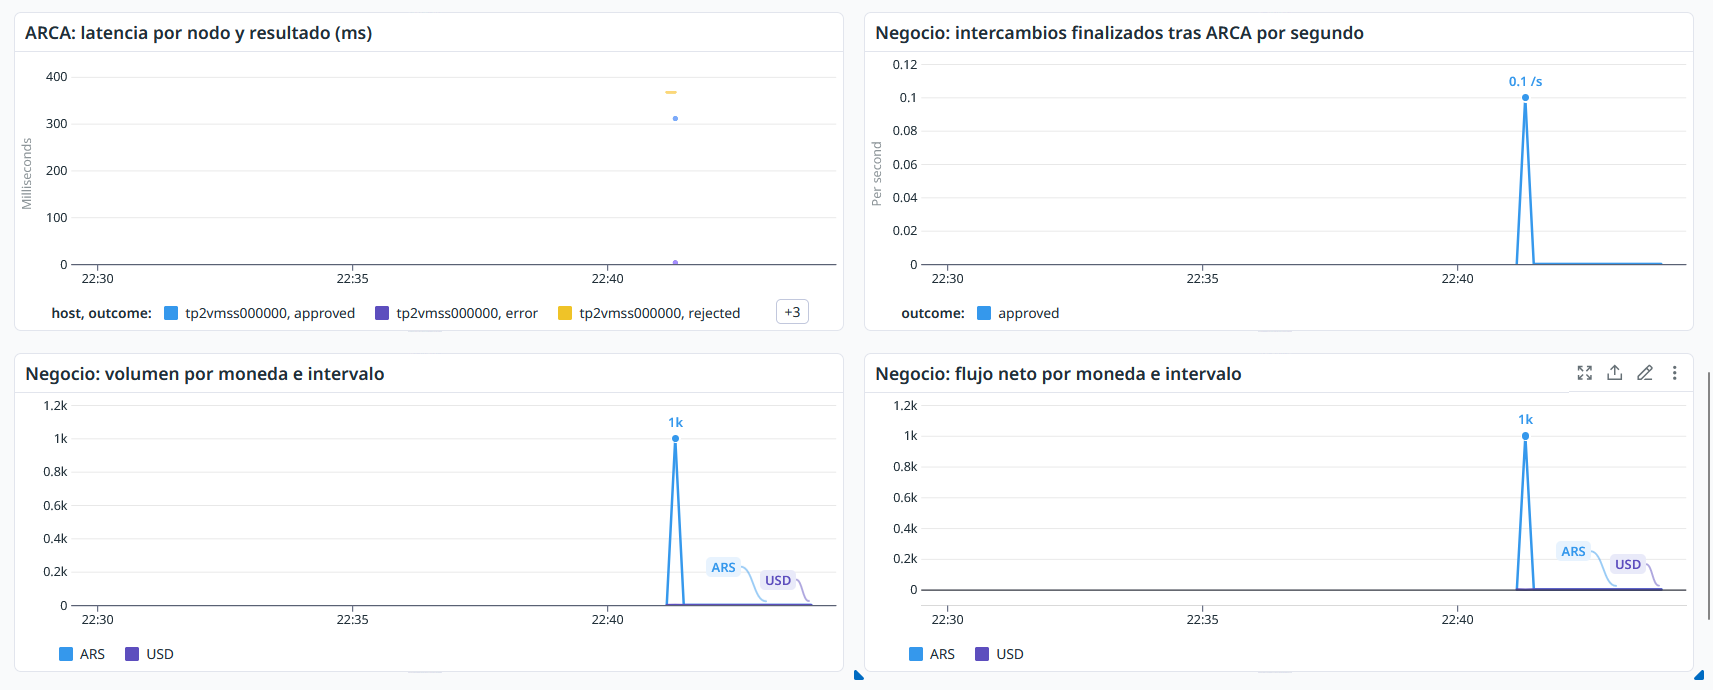 ARCA: latencia por nodo y resultado (ms)
400
300
200
100
0
Milliseconds
22:30
22:35
22:40
host, outcome:
tp2vmss000000, approved
tp2vmss000000, error
tp2vmss000000, rejected
+3
Negocio: intercambios finalizados tras ARCA por segundo
0.12
0.1
0.08
0.06
0.04
0.02
0
Per second
0.1 /s
22:30
22:35
22:40
outcome:
approved
Negocio: volumen por moneda e intervalo
1.2k
1k
0.8k
0.6k
0.4k
0.2k
0
1k
ARS
USD
22:30
22:35
22:40
ARS
USD
Negocio: flujo neto por moneda e intervalo
1.2k
1k
0.8k
0.6k
0.4k
0.2k
0
1k
ARS
USD
22:30
22:35
22:40
ARS
USD